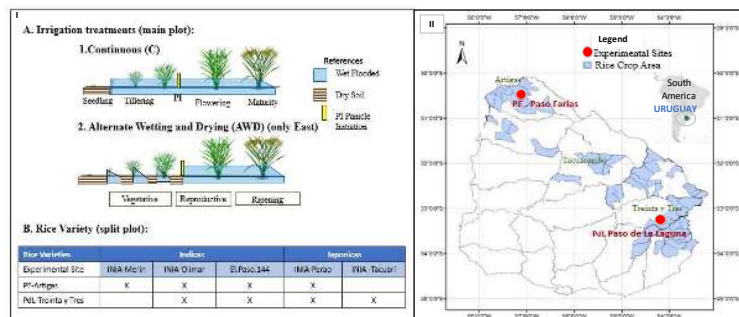 I
A. Irrigation treatments (main plot):
1.Continuous (C)
References
Wet Flooded
Dry Soil
PI Panicle Initiation
Seedling Tillering PI Flowering Maturity
2. Alternate Wetting and Drying (AWD) (only East)
Vegetative Reproductive Ripening
B. Rice Variety (split plot):
Rice Varieties Indicas Japonicas
Experimental Site INIA-Merin INIA-Olimar El.Paso.144 INIA-Parao INIA-Tacuari
PF-Artigas X X X X
PdL Treinta y Tres X X X X
II
N
Legend
Experimental Sites
Rice Crop Area
South America
URUGUAY
Artigas
PF - Paso Farias
Tacuarembo
Treinta y Tres
PdL Paso de La Laguna